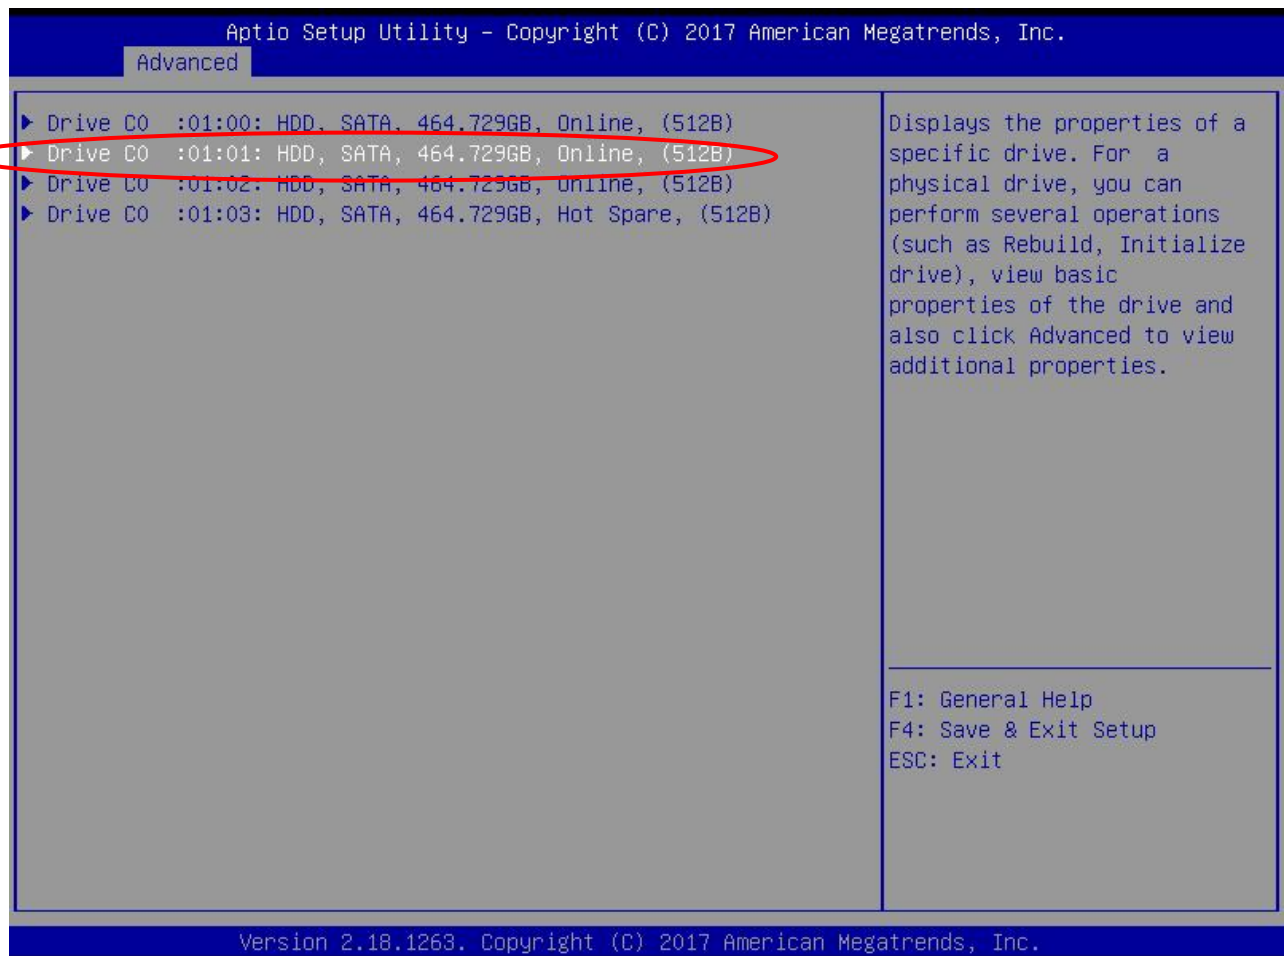 Aptio Setup Utility – Copyright (C) 2017 American Megatrends, Inc.
Advanced
Drive C0 :01:00: HDD, SATA, 464.729GB, Online, (512B)
Drive C0 :01:01: HDD, SATA, 464.729GB, Online, (512B)
Drive C0 :01:02: HDD, SATA, 464.729GB, Online, (512B)
Drive C0 :01:03: HDD, SATA, 464.729GB, Hot Spare, (512B)
Displays the properties of a
specific drive. For a
physical drive, you can
perform several operations
(such as Rebuild, Initialize
drive), view basic
properties of the drive and
also click Advanced to view
additional properties.
F1: General Help
F4: Save & Exit Setup
ESC: Exit
Version 2.18.1263. Copyright (C) 2017 American Megatrends, Inc.